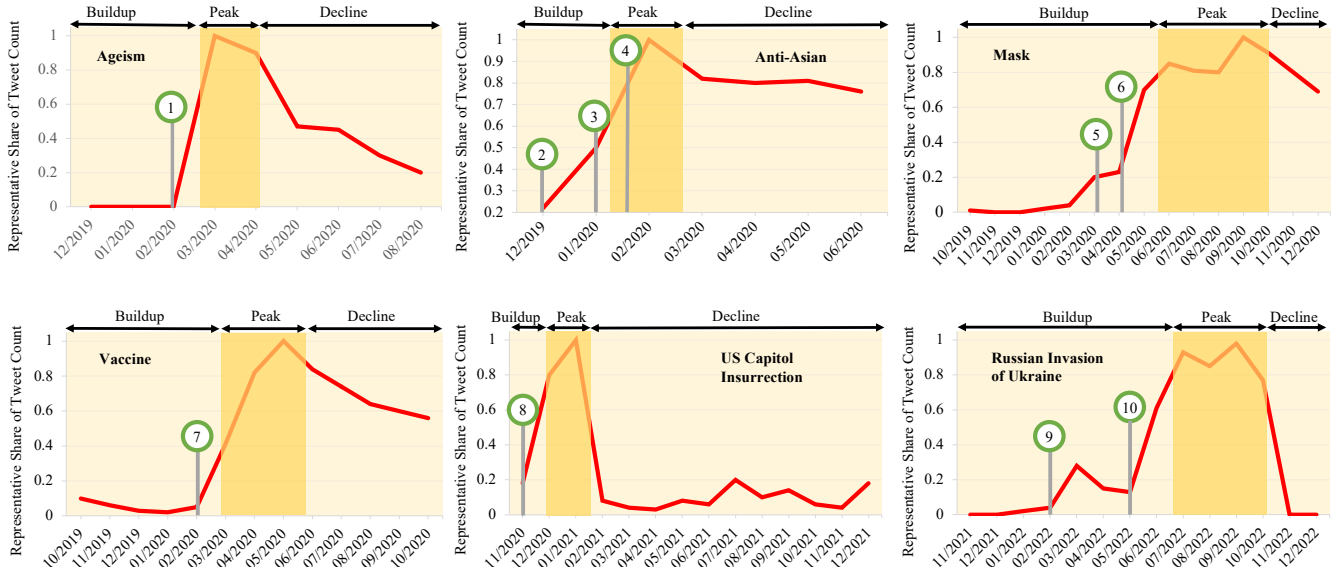 Buildup Peak Decline
Representative Share of Tweet Count
Ageism
1
0.8
0.6
0.4
0.2
0
1
12/2019 01/2020 02/2020 03/2020 04/2020 05/2020 06/2020 07/2020 08/2020
Buildup Peak Decline
Representative Share of Tweet Count
Anti-Asian
1
0.9
0.8
0.7
0.6
0.5
0.4
0.3
0.2
2 3 4
12/2019 01/2020 02/2020 03/2020 04/2020 05/2020 06/2020
Buildup Peak Decline
Representative Share of Tweet Count
Mask
1
0.8
0.6
0.4
0.2
0
5 6
10/2019 11/2019 12/2019 01/2020 02/2020 03/2020 04/2020 05/2020 06/2020 07/2020 08/2020 09/2020 10/2020 11/2020 12/2020
Buildup Peak Decline
Representative Share of Tweet Count
Vaccine
1
0.8
0.6
0.4
0.2
0
7
10/2019 11/2019 12/2019 01/2020 02/2020 03/2020 04/2020 05/2020 06/2020 07/2020 08/2020 09/2020 10/2020
Buildup Peak Decline
Representative Share of Tweet Count
US Capitol
Insurrection
1
0.8
0.6
0.4
0.2
0
8
11/2020 12/2020 01/2021 02/2021 03/2021 04/2021 05/2021 06/2021 07/2021 08/2021 09/2021 10/2021 11/2021 12/2021
Buildup Peak Decline
Representative Share of Tweet Count
Russian Invasion
of Ukraine
1
0.8
0.6
0.4
0.2
0
9 10
11/2021 12/2021 01/2022 02/2022 03/2022 04/2022 05/2022 06/2022 07/2022 08/2022 09/2022 10/2022 11/2022 12/2022